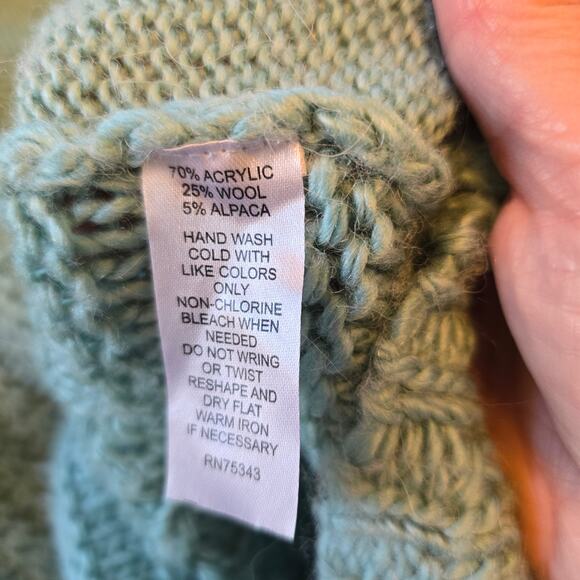 70% ACRYLIC
25% WOOL
5% ALPACA
HAND WASH
COLD WITH
LIKE COLORS
ONLY
NON-CHLORINE
BLEACH WHEN
NEEDED
DO NOT WRING
OR TWIST
RESHAPE AND
DRY FLAT
WARM IRON
IF NECESSARY
RN75343